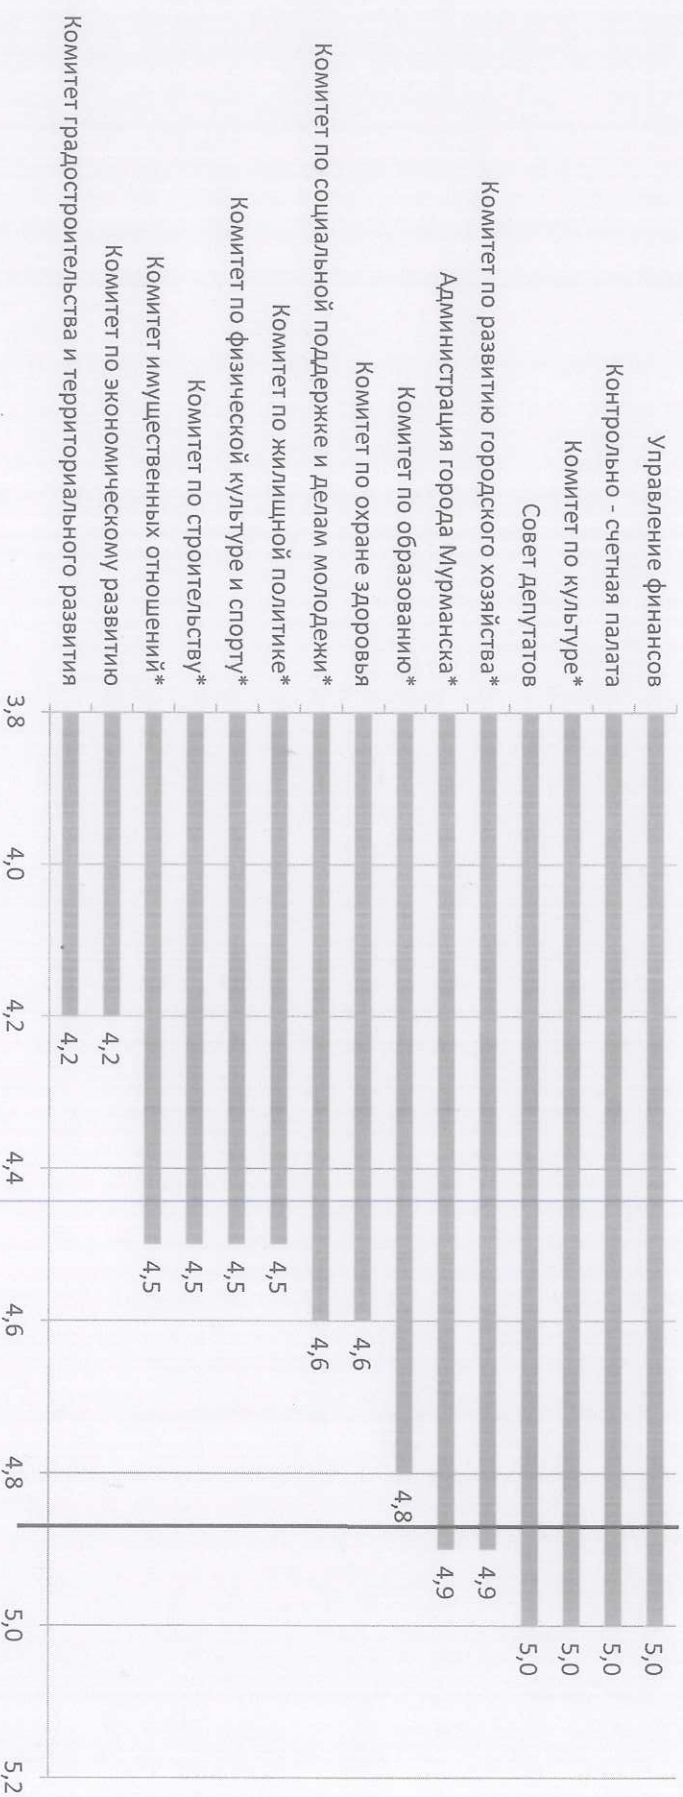 Управление финансов 5,0
Контрольно - счетная палата 5,0
Комитет по культуре* 5,0
Совет депутатов 5,0
Комитет по развитию городского хозяйства* 4,9
Администрация города Мурманска* 4,9
Комитет по образованию* 4,8
Комитет по охране здоровья 4,6
Комитет по социальной поддержке и делам молодежи* 4,6
Комитет по жилищной политике* 4,5
Комитет по физической культуре и спорту* 4,5
Комитет по строительству* 4,5
Комитет имущественных отношений* 4,5
Комитет по экономическому развитию 4,2
Комитет градостроительства и территориального развития 4,2
3,8 4,0 4,2 4,4 4,6 4,8 5,0 5,2